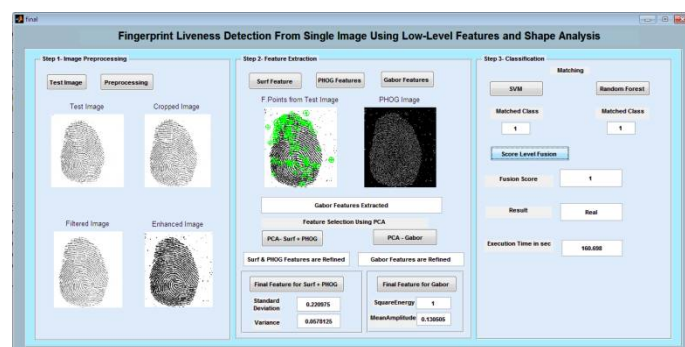 final
Fingerprint Liveness Detection From Single Image Using Low-Level Features and Shape Analysis
Step 1- Image Preprocessing
Test Image
Preprocessing
Test Image
Cropped Image
Filtered Image
Enhanced Image
Step 2- Feature Extraction
Surf Feature
PHOG Features
Gabor Features
F.Points from Test Image
PHOG Image
Gabor Features Extracted
Feature Selection Using PCA
PCA- Surf + PHOG
PCA - Gabor
Surf & PHOG Features are Refined
Gabor Features are Refined
Final Feature for Surf + PHOG
Standard
Deviation
0.220975
Variance
0.0578125
Final Feature for Gabor
SquareEnergy
1
MeanAmplitude
0.130505
Step 3- Classification
Matching
SVM
Random Forest
Matched Class
Matched Class
1
1
Score Level Fusion
Fusion Score
1
Result
Real
Execution Time in sec
160.698